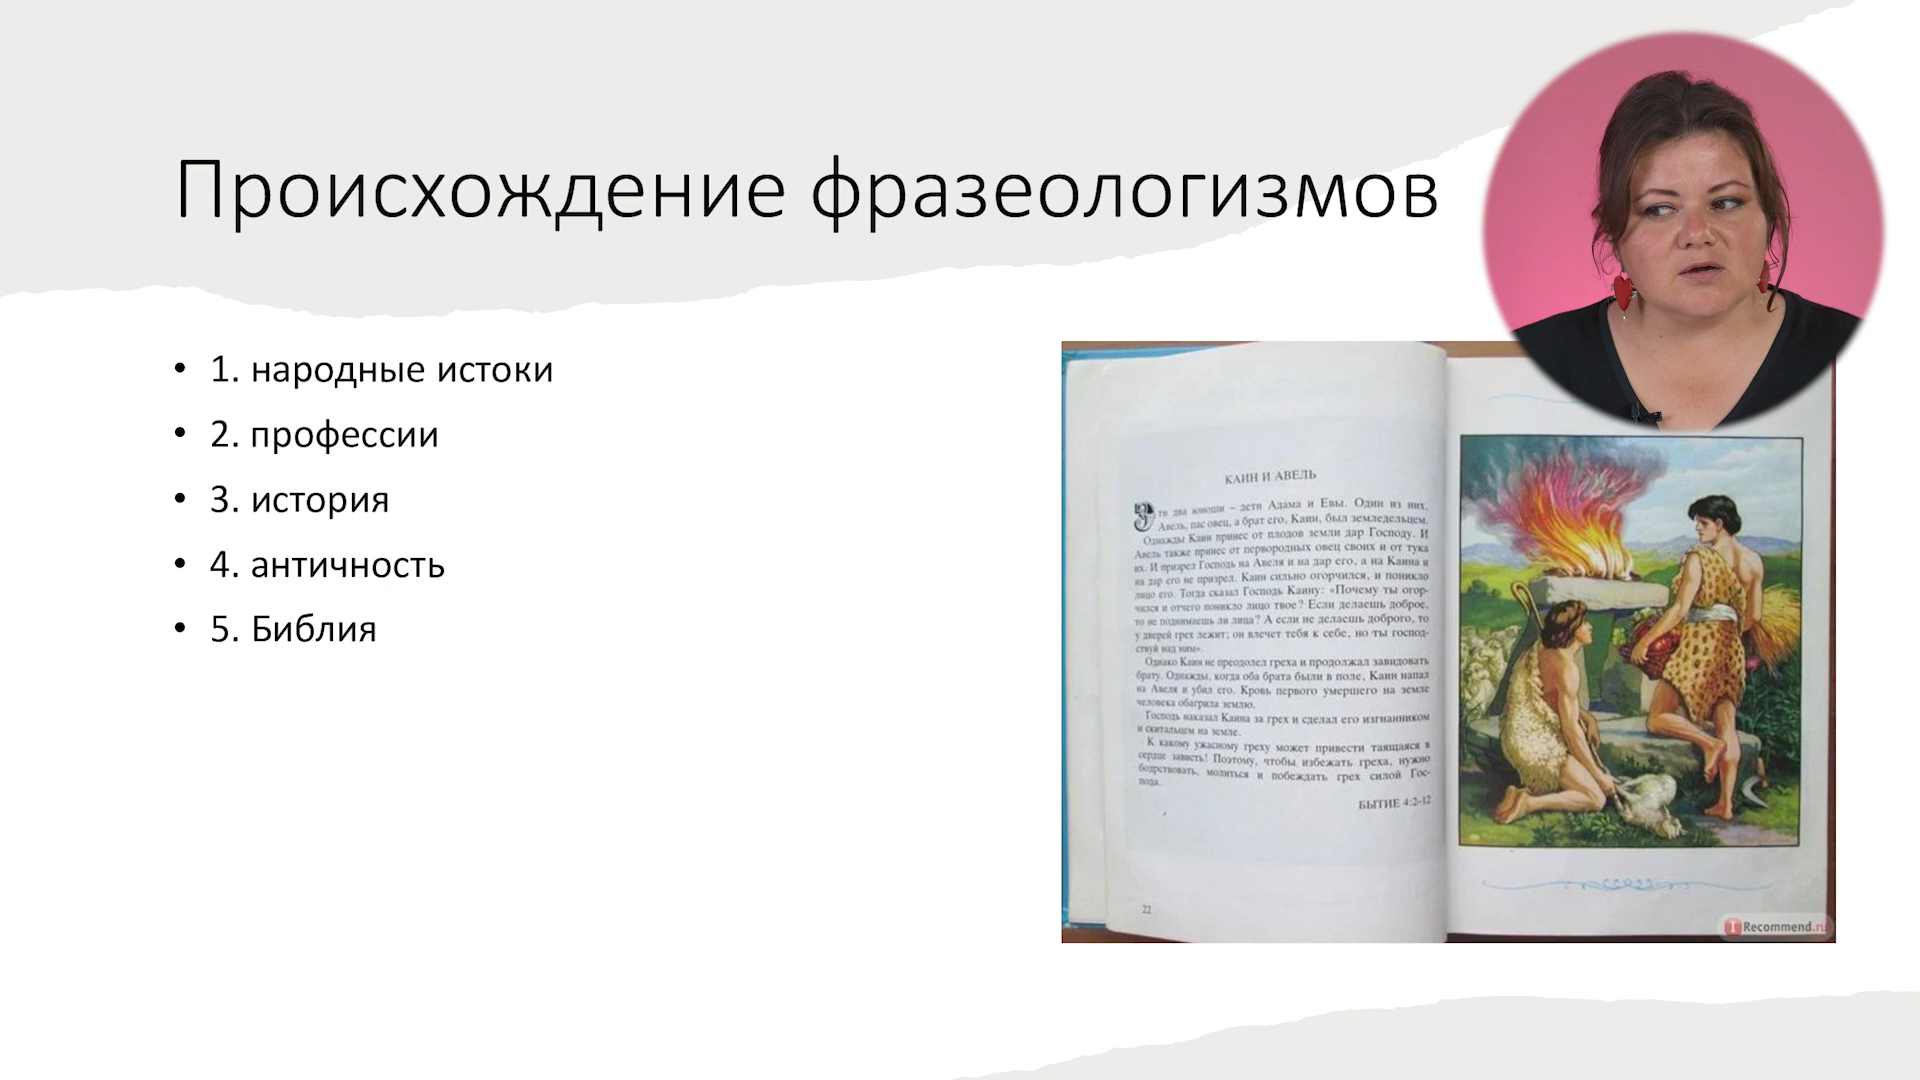 Происхождение фразеологизмов
• 1. народные истоки
• 2. профессии
• 3. история
• 4. античность
• 5. Библия
КАИН И АВЕЛЬ
Эти два юноши – дети Адама и Евы. Один из них,
Авель, пас овец, а брат его, Каин, был земледельцем.
Однажды Каин принес от плодов земли дар Господу. И
Авель также принес от первородных овец своих и от тука
их. И призрел Господь на Авеля и на дар его, а на Каина и
на дар его не призрел. Каин сильно огорчился, и поникло
лицо его. Тогда сказал Господь Каину: «Почему ты огор-
чился и отчего поникло лицо твое? Если делаешь доброе,
то не поднимаешь ли лица? А если не делаешь доброго, то
у дверей грех лежит; он влечет тебя к себе, но ты господ-
ствуй над ним».
Однако Каин не преодолел греха и продолжал завидовать
брату. Однажды, когда оба брата были в поле, Каин напал
на Авеля и убил его. Кровь первого умершего на земле
человека обагрила землю.
Господь наказал Каина за грех и сделал его изгнанником
и скитальцем на земле.
К какому ужасному греху может привести таящаяся в
сердце зависть! Поэтому, чтобы избежать греха, нужно
бодрствовать, молиться и побеждать грех силой Гос-
пода.
БЫТИЕ 4:2–12
22
I Recommend.ru